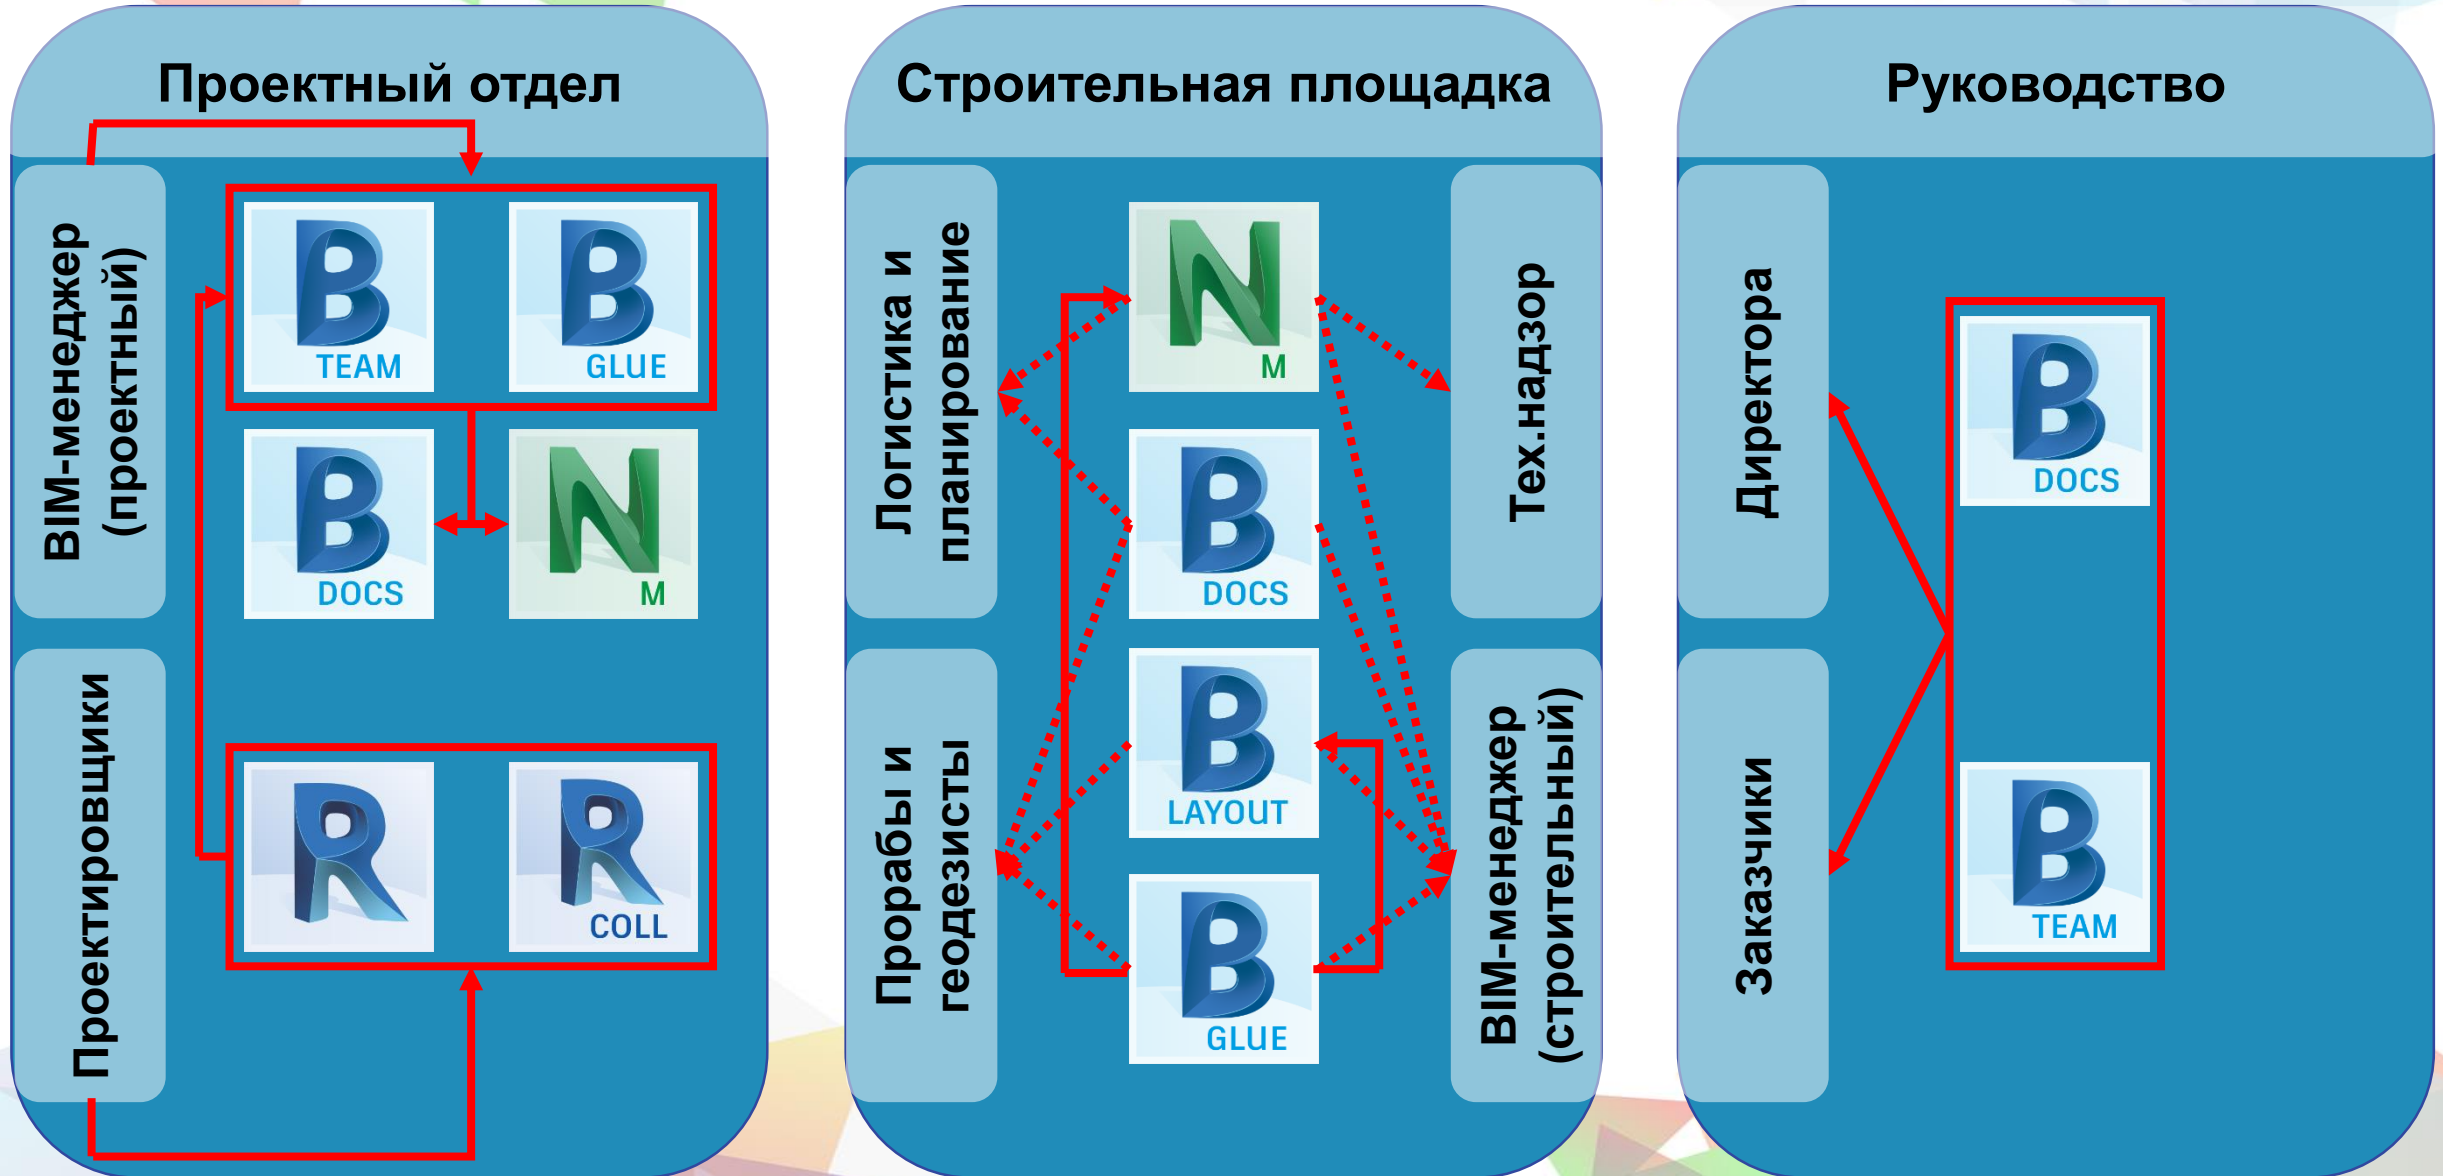 Проектный отдел
BIM-менеджер
(проектный)
Проектировщики
B
TEAM
B
GLUE
B
DOCS
N
M
R
R
COLL
Строительная площадка
Логистика и
планирование
Прорабы и
геодезисты
N
M
B
DOCS
B
LAYOUT
B
GLUE
Тех.надзор
BIM-менеджер
(строительный)
Руководство
Директора
Заказчики
B
DOCS
B
TEAM